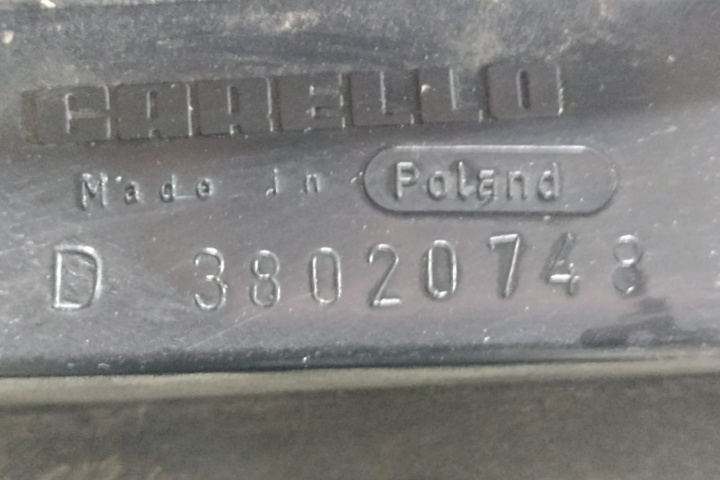 CARELLO
Made in Poland
D 38020748